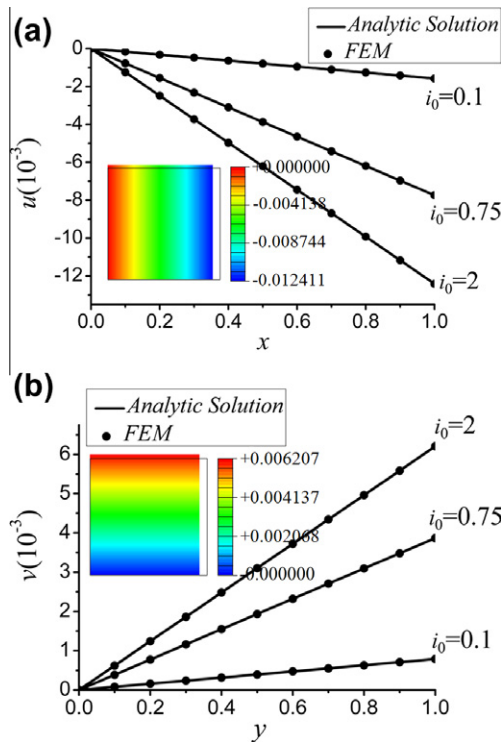 (a)
Analytic Solution
FEM
0
-2
-4
-6
-8
-10
-12
u(10⁻³)
+0.000000
-0.004138
-0.008744
-0.012411
i₀=0.1
i₀=0.75
i₀=2
0.0 0.2 0.4 0.6 0.8 1.0
x
(b)
Analytic Solution
FEM
6
5
4
3
2
1
0
v(10⁻³)
+0.006207
+0.004137
+0.002068
-0.000000
i₀=2
i₀=0.75
i₀=0.1
0.0 0.2 0.4 0.6 0.8 1.0
y